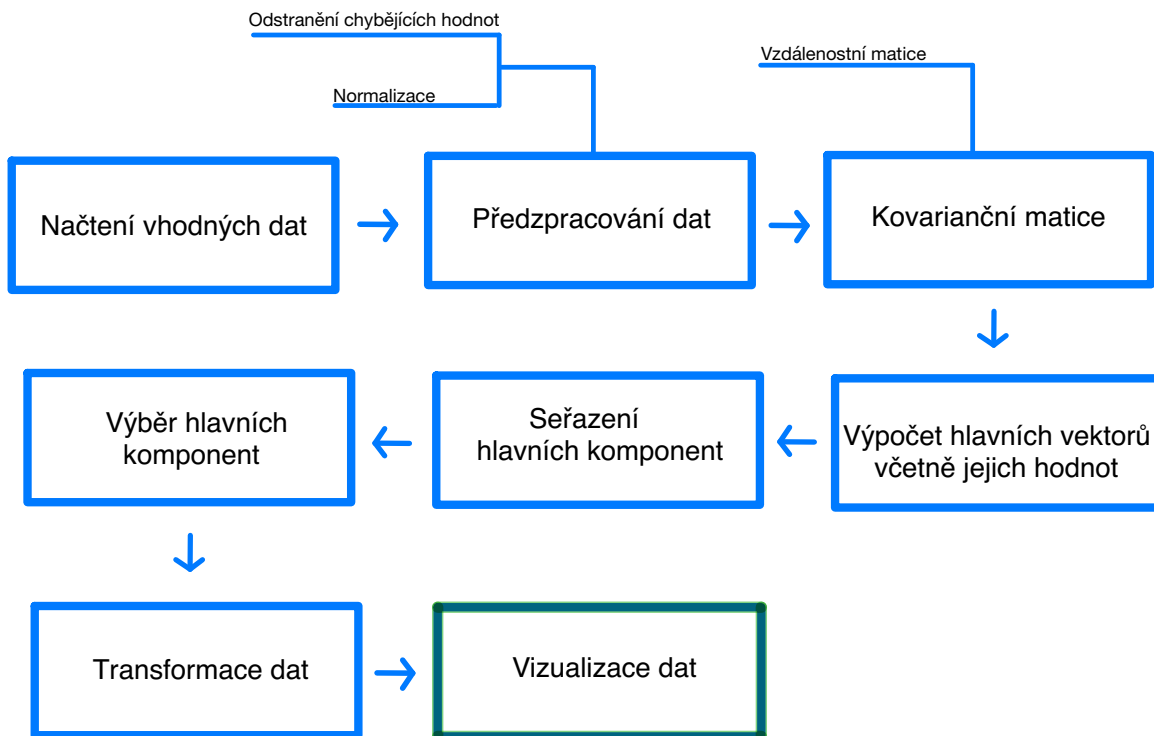 Odstranění chybějících hodnot
Normalizace
Vzdálenostní matice
Načtení vhodných dat
Předzpracování dat
Kovarianční matice
Výběr hlavních
komponent
Seřazení
hlavních komponent
Výpočet hlavních vektorů
včetně jejich hodnot
Transformace dat
Vizualizace dat